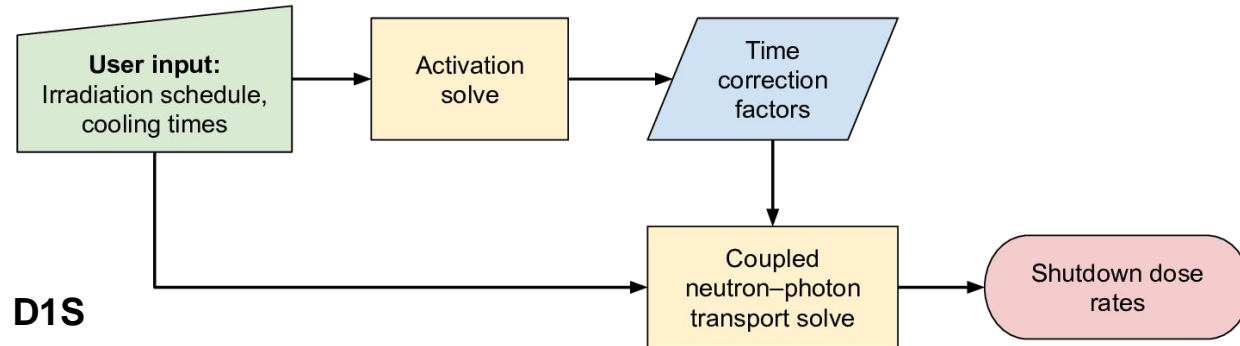 User input:
Irradiation schedule,
cooling times
Activation
solve
Time
correction
factors
Coupled
neutron–photon
transport solve
Shutdown dose
rates
D1S